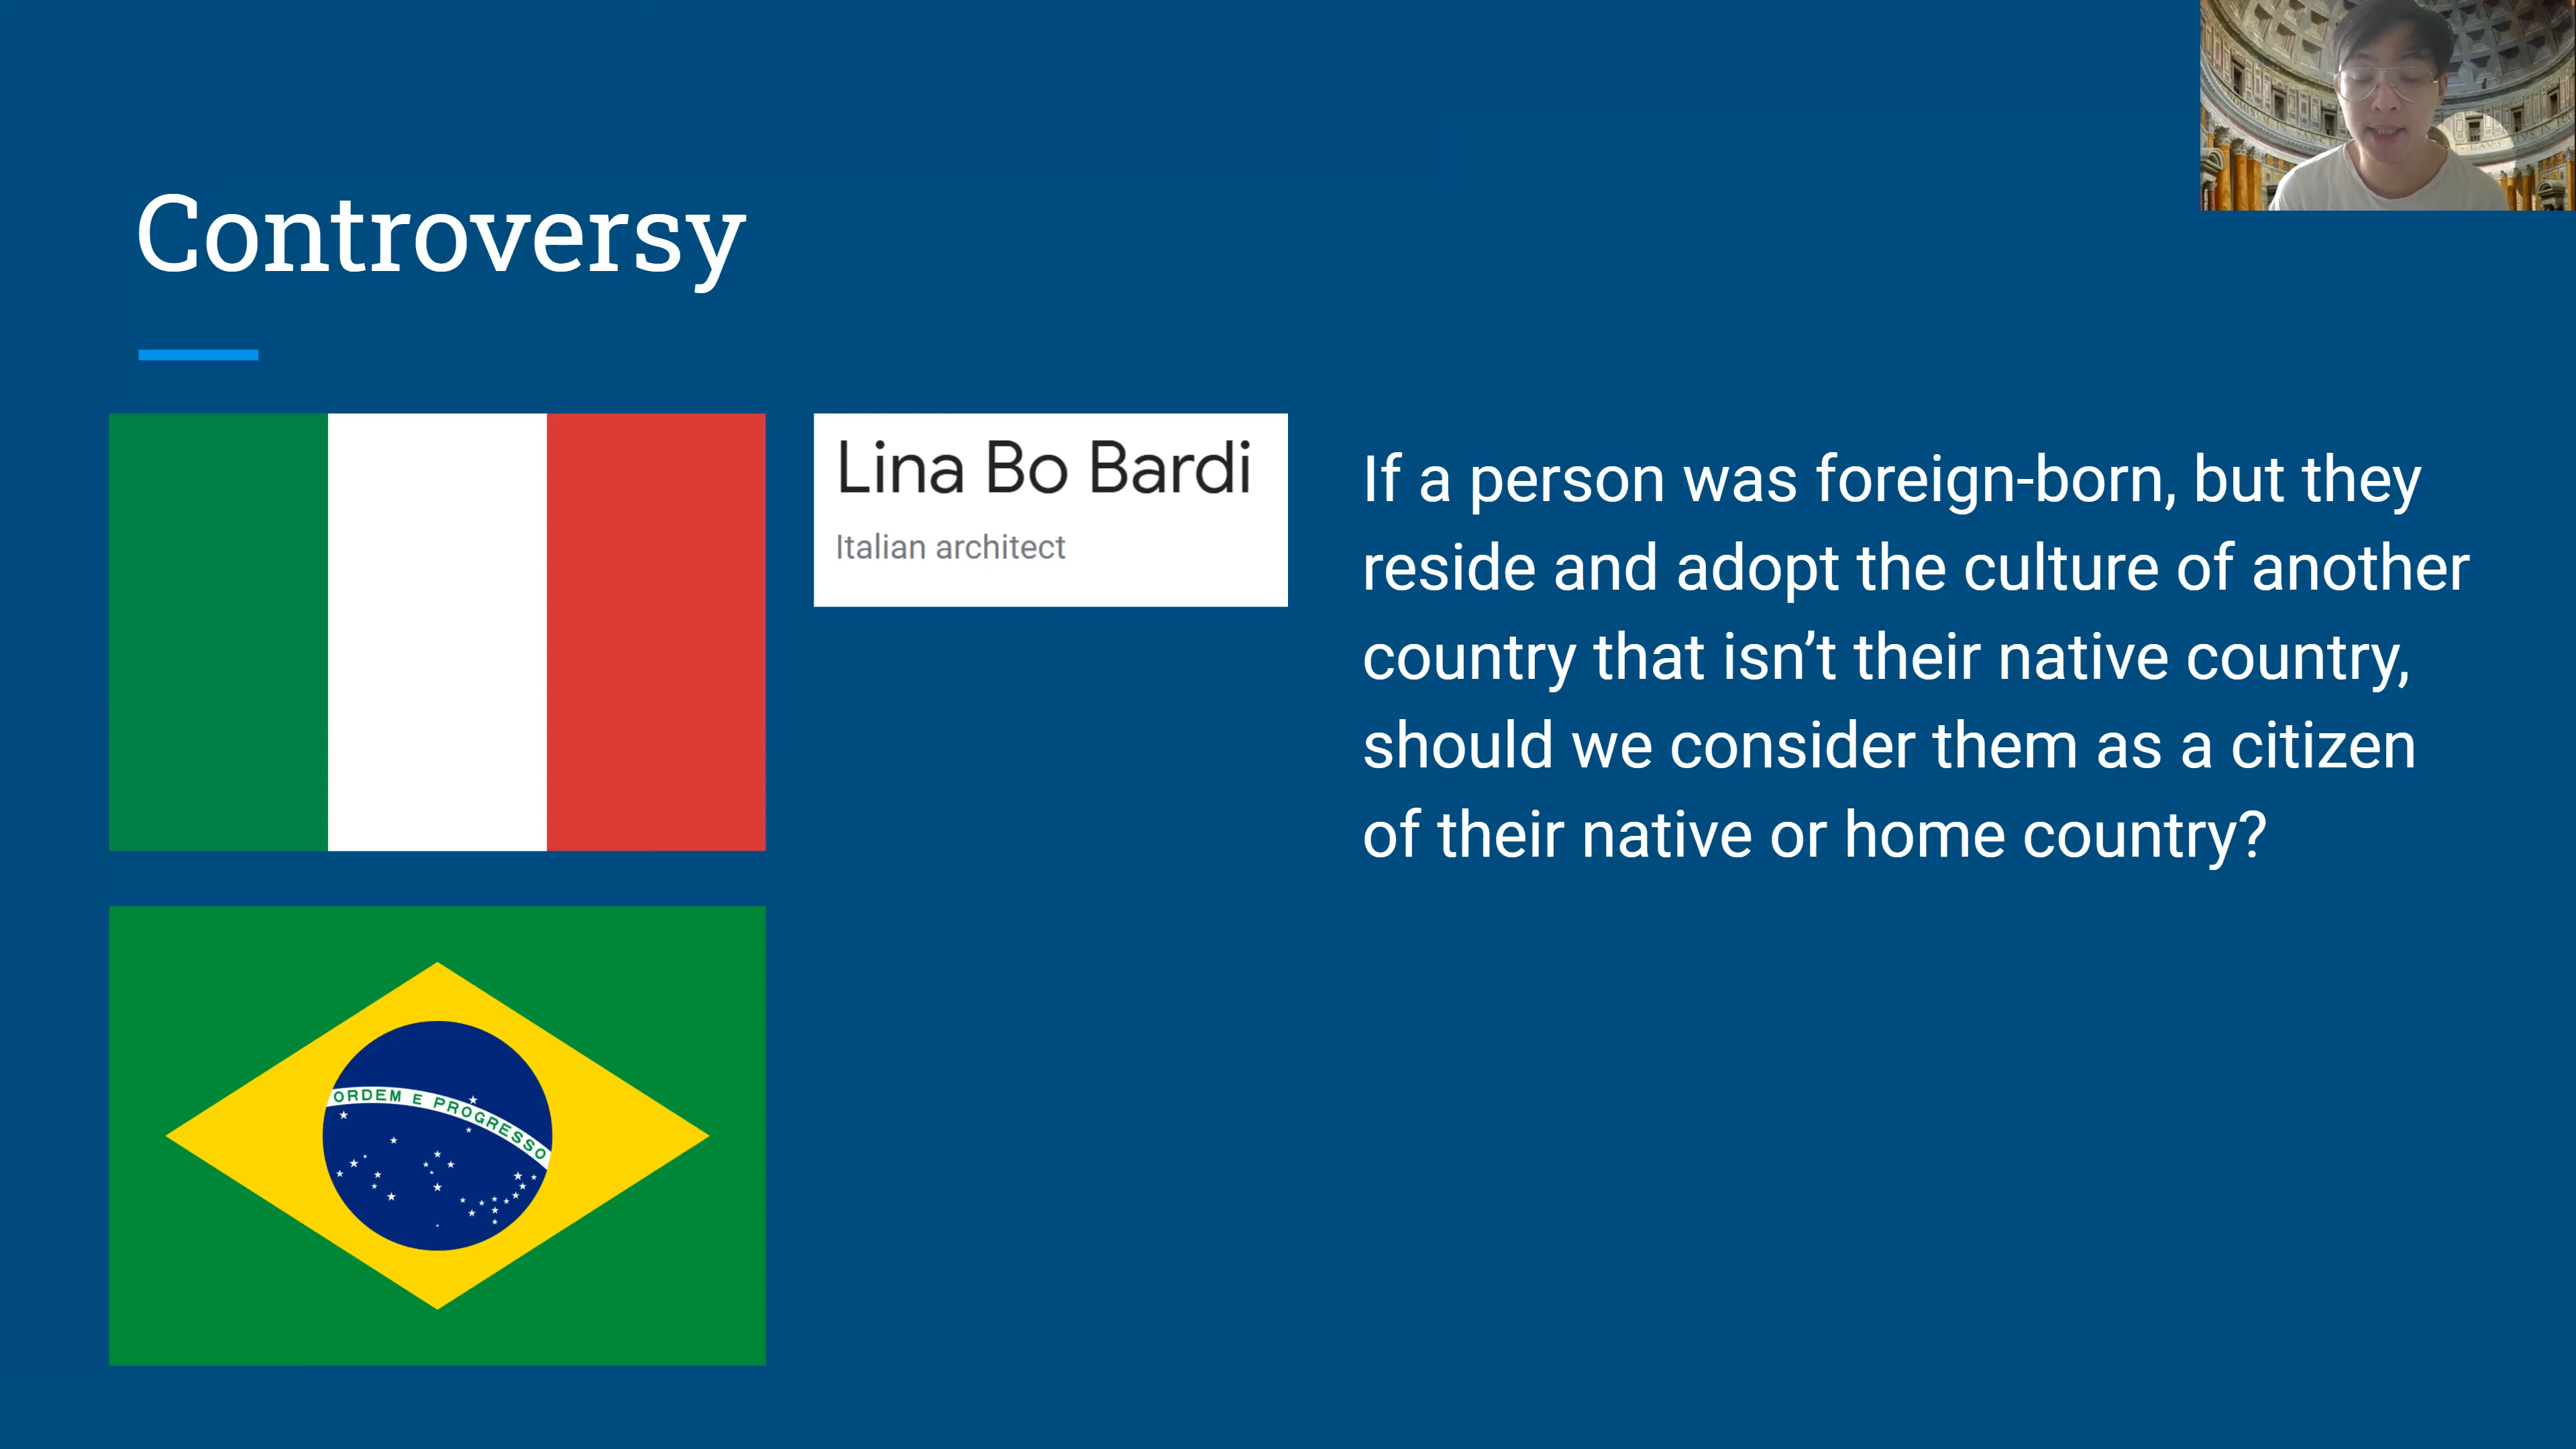 Controversy
Lina Bo Bardi
Italian architect
If a person was foreign-born, but they
reside and adopt the culture of another
country that isn’t their native country,
should we consider them as a citizen
of their native or home country?
ORDEM E PROGRESSO